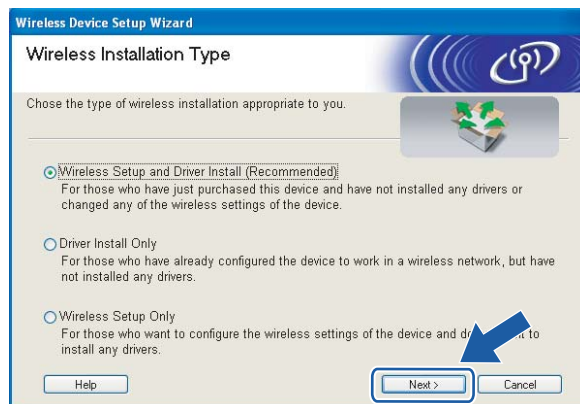 Wireless Device Setup Wizard
Wireless Installation Type
Chose the type of wireless installation appropriate to you.
Wireless Setup and Driver Install (Recommended)
For those who have just purchased this device and have not installed any drivers or
changed any of the wireless settings of the device.
Driver Install Only
For those who have already configured the device to work in a wireless network, but have
not installed any drivers.
Wireless Setup Only
For those who want to configure the wireless settings of the device and to
install any drivers.
Help
Next >
Cancel